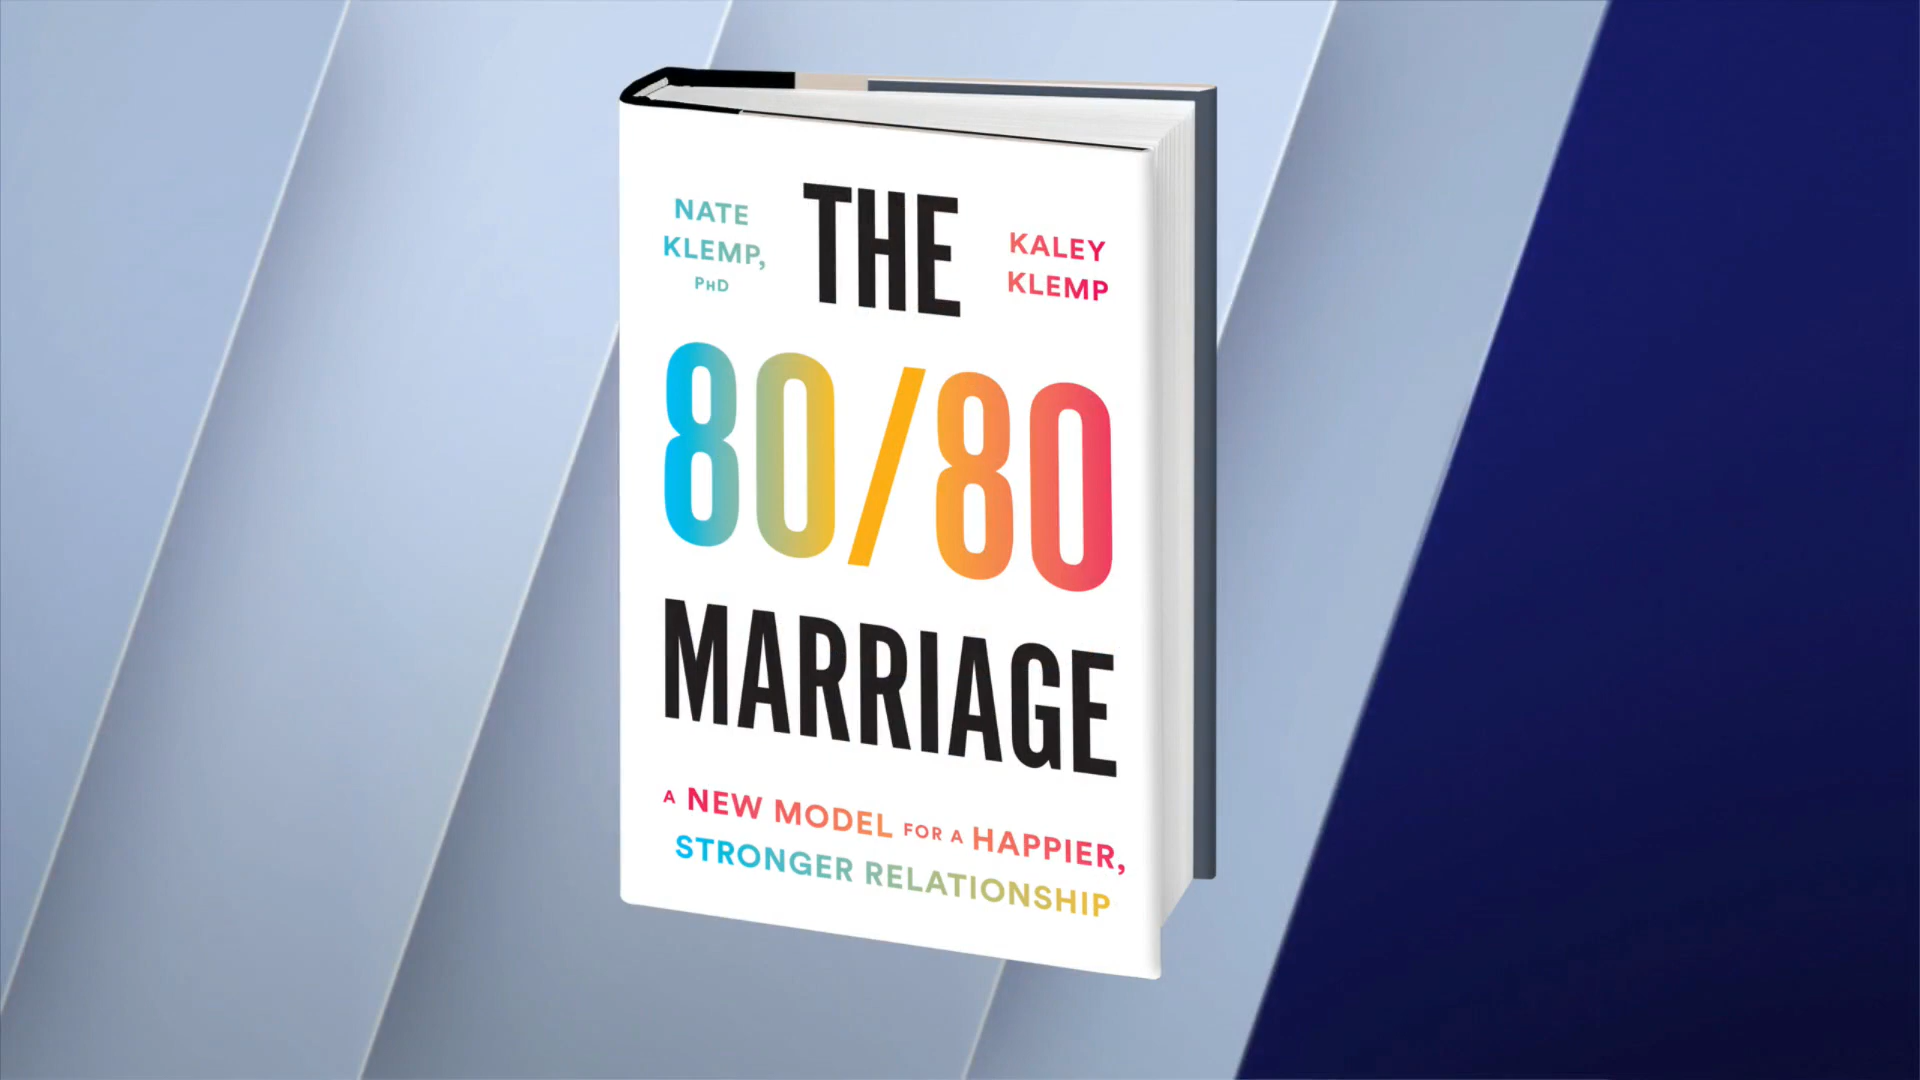 NATE
KLEMP,
PHD
THE
KALEY
KLEMP
80/80
MARRIAGE
A NEW MODEL FOR A HAPPIER,
STRONGER RELATIONSHIP